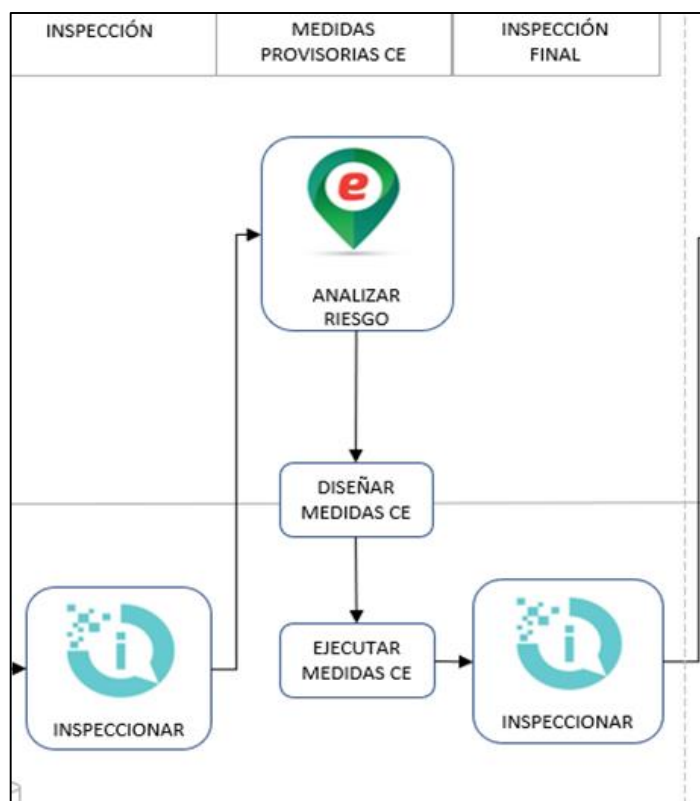 INSPECCIÓN
MEDIDAS
PROVISORIAS CE
INSPECCIÓN
FINAL
e
ANALIZAR
RIESGO
DISEÑAR
MEDIDAS CE
i
INSPECCIONAR
EJECUTAR
MEDIDAS CE
i
INSPECCIONAR